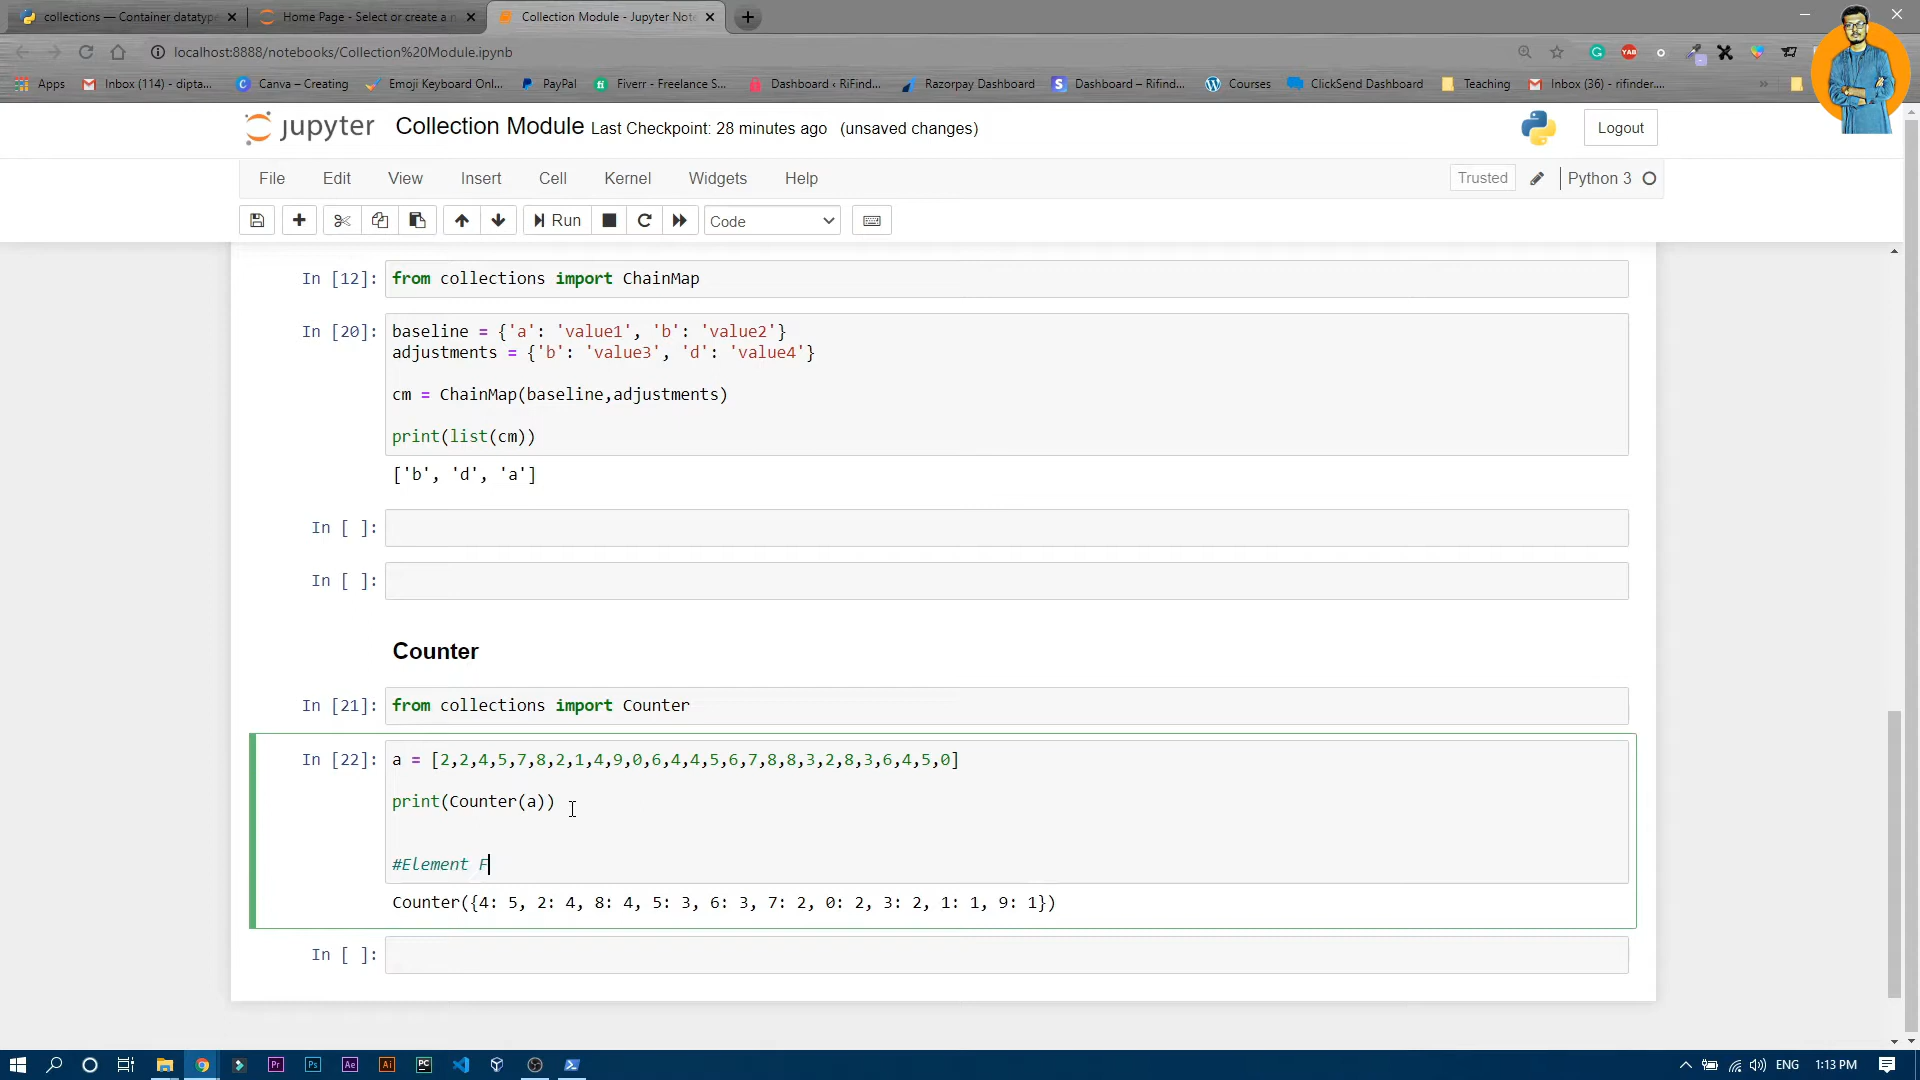 collections — Container datatype
Home Page - Select or create a n
Collection Module - Jupyter Note
localhost:8888/notebooks/Collection%20Module.ipynb
Apps
Inbox (114) - dipta...
Canva – Creating
Emoji Keyboard Onl...
PayPal
Fiverr - Freelance S...
Dashboard ‹ RiFind...
Razorpay Dashboard
Dashboard – Rifind...
Courses
ClickSend Dashboard
Teaching
Inbox (36) - rifinder....
jupyter Collection Module Last Checkpoint: 28 minutes ago (unsaved changes)
Logout
File Edit View Insert Cell Kernel Widgets Help
Trusted
Python 3
Run
Code
In [12]: from collections import ChainMap
In [20]: baseline = {'a': 'value1', 'b': 'value2'}
adjustments = {'b': 'value3', 'd': 'value4'}
cm = ChainMap(baseline,adjustments)
print(list(cm))
['b', 'd', 'a']
In [ ]:
In [ ]:
Counter
In [21]: from collections import Counter
In [22]: a = [2,2,4,5,7,8,2,1,4,9,0,6,4,4,5,6,7,8,8,3,2,8,3,6,4,5,0]
print(Counter(a))
#Element F
Counter({4: 5, 2: 4, 8: 4, 5: 3, 6: 3, 7: 2, 0: 2, 3: 2, 1: 1, 9: 1})
In [ ]:
ENG
1:13 PM